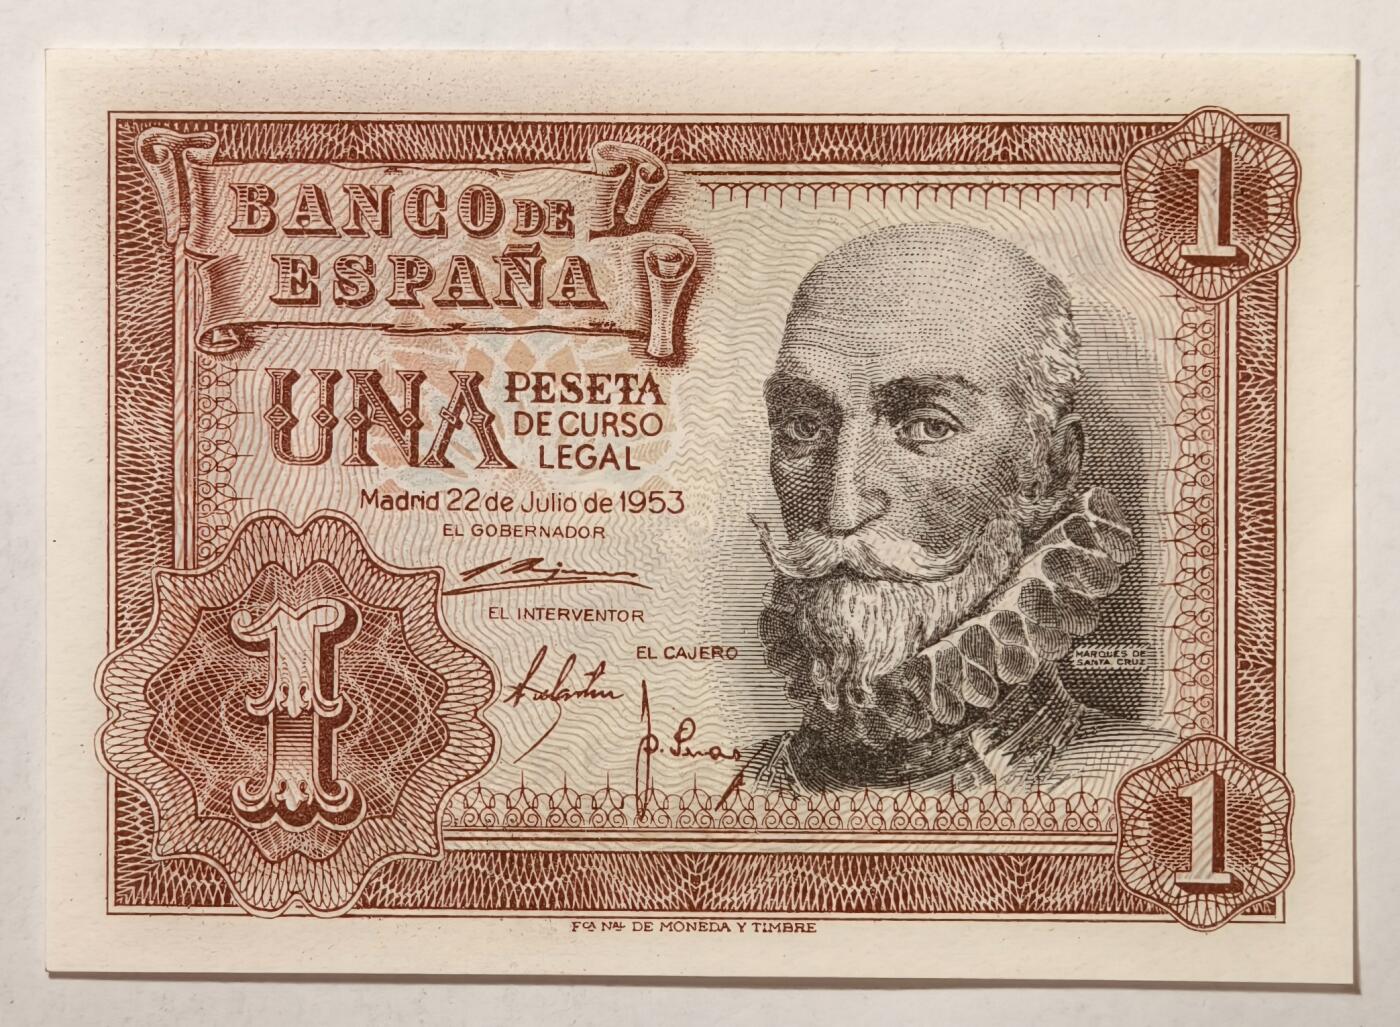 BANCO DE
ESPAÑA
1
UNA PESETA
DE CURSO
LEGAL
Madrid 22 de Julio de 1953
EL GOBERNADOR
EL INTERVENTOR
EL CAJERO
MARQUES DE
SANTA CRUZ
1
1
FCA NAL DE MONEDA Y TIMBRE